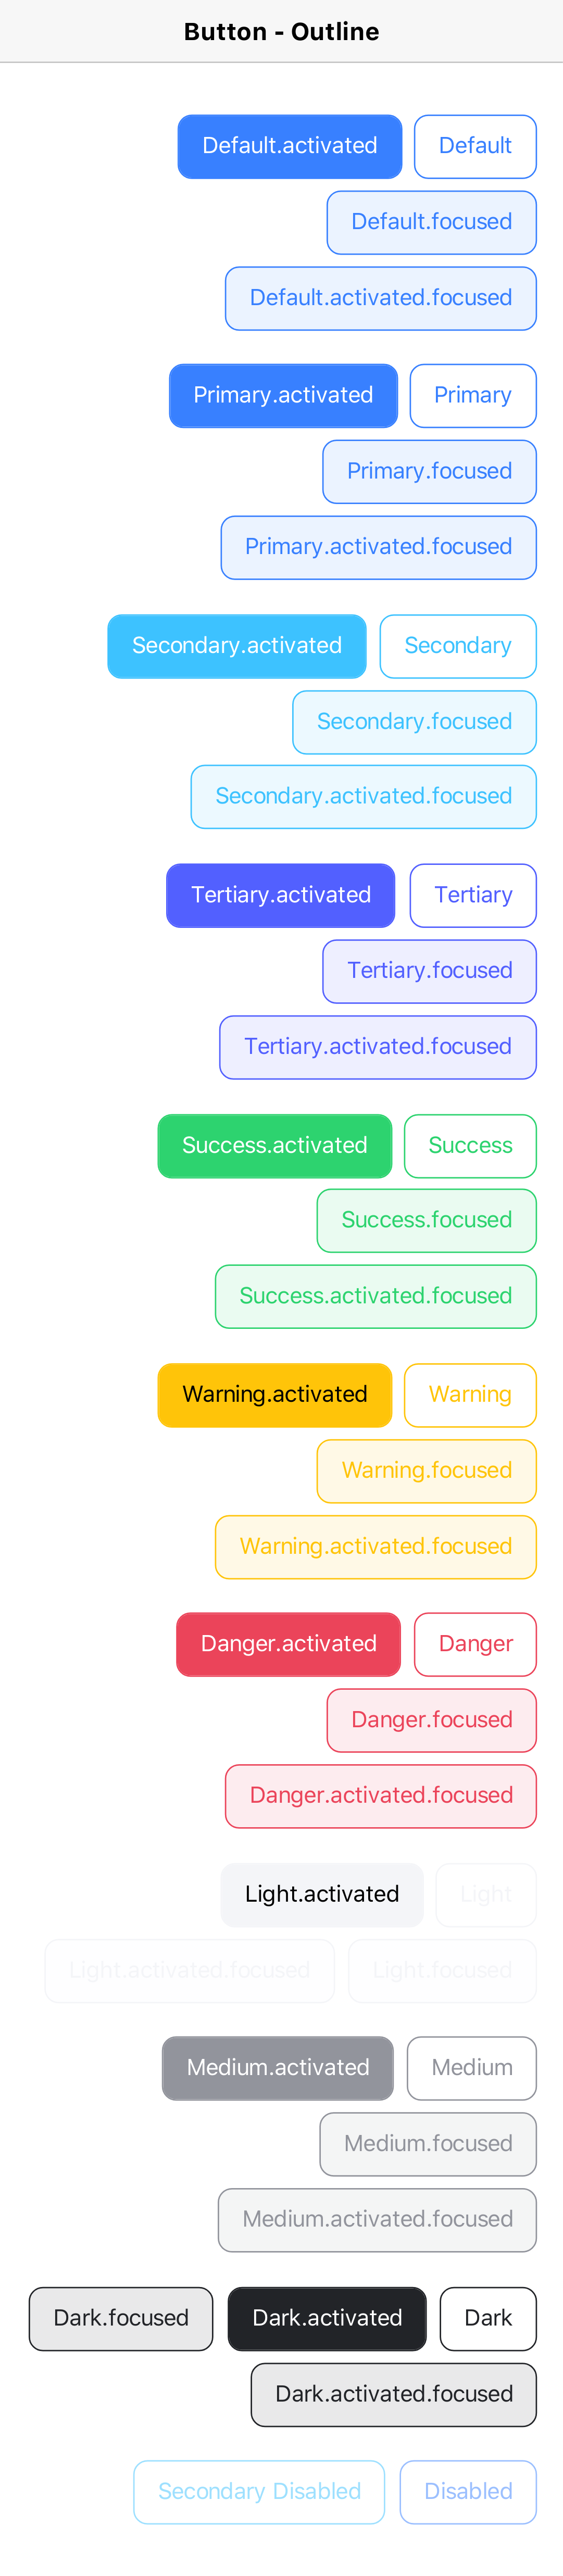 Button - Outline
Default.activated Default
Default.focused
Default.activated.focused
Primary.activated Primary
Primary.focused
Primary.activated.focused
Secondary.activated Secondary
Secondary.focused
Secondary.activated.focused
Tertiary.activated Tertiary
Tertiary.focused
Tertiary.activated.focused
Success.activated Success
Success.focused
Success.activated.focused
Warning.activated Warning
Warning.focused
Warning.activated.focused
Danger.activated Danger
Danger.focused
Danger.activated.focused
Light.activated Light
Light.activated.focused Light.focused
Medium.activated Medium
Medium.focused
Medium.activated.focused
Dark.focused Dark.activated Dark
Dark.activated.focused
Secondary Disabled Disabled